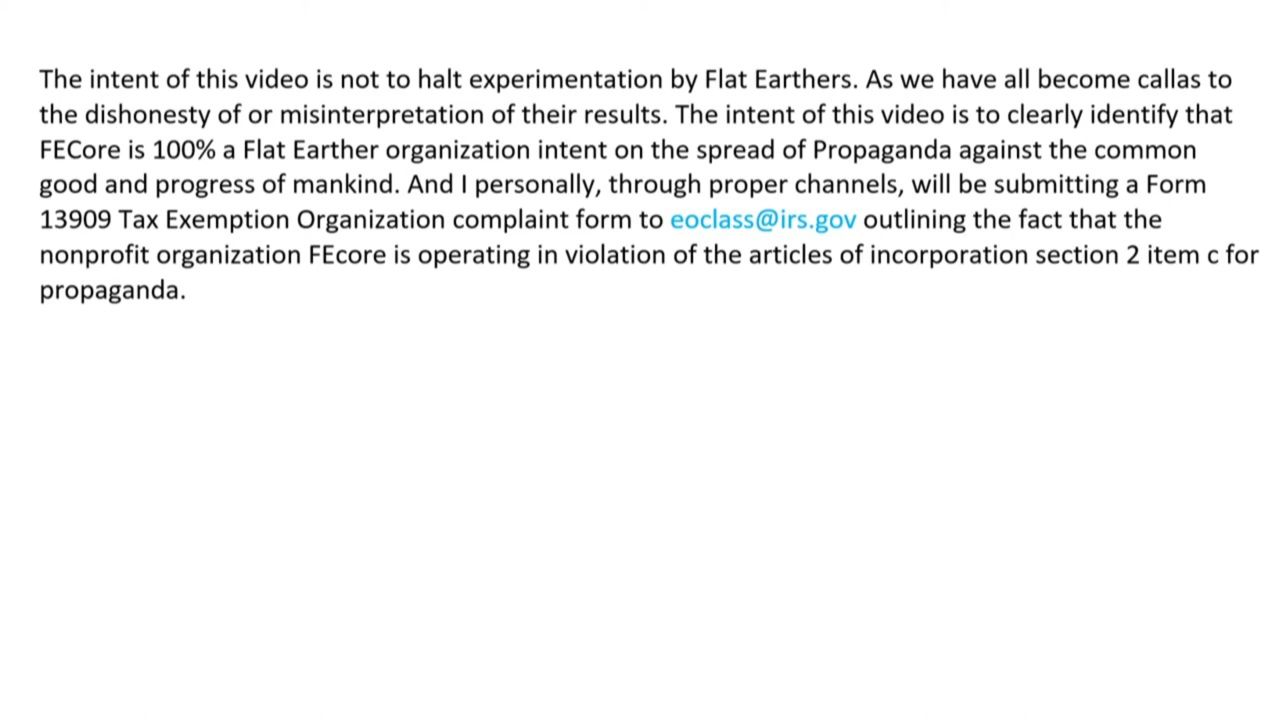 The intent of this video is not to halt experimentation by Flat Earthers. As we have all become callas to
the dishonesty of or misinterpretation of their results. The intent of this video is to clearly identify that
FECore is 100% a Flat Earther organization intent on the spread of Propaganda against the common
good and progress of mankind. And I personally, through proper channels, will be submitting a Form
13909 Tax Exemption Organization complaint form to eoclass@irs.gov outlining the fact that the
nonprofit organization FEcore is operating in violation of the articles of incorporation section 2 item c for
propaganda.